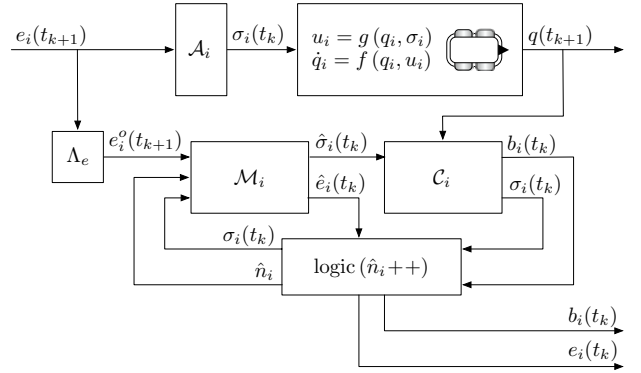 e_i(t_{k+1})
𝒜_i
σ_i(t_k)
u_i = g (q_i, σ_i)
q̇_i = f (q_i, u_i)
q(t_{k+1})
Λ_e
e_i^o(t_{k+1})
ℳ_i
σ̂_i(t_k)
ê_i(t_k)
𝒞_i
b_i(t_k)
σ_i(t_k)
σ_i(t_k)
n̂_i
logic (n̂_i++)
b_i(t_k)
e_i(t_k)